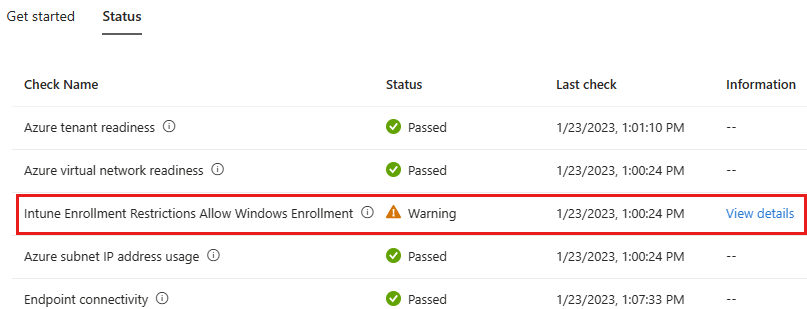 Get started Status
Check Name Status Last check Information
Azure tenant readiness Passed 1/23/2023, 1:01:10 PM --
Azure virtual network readiness Passed 1/23/2023, 1:00:24 PM --
Intune Enrollment Restrictions Allow Windows Enrollment Warning 1/23/2023, 1:00:24 PM View details
Azure subnet IP address usage Passed 1/23/2023, 1:00:24 PM --
Endpoint connectivity Passed 1/23/2023, 1:07:33 PM --